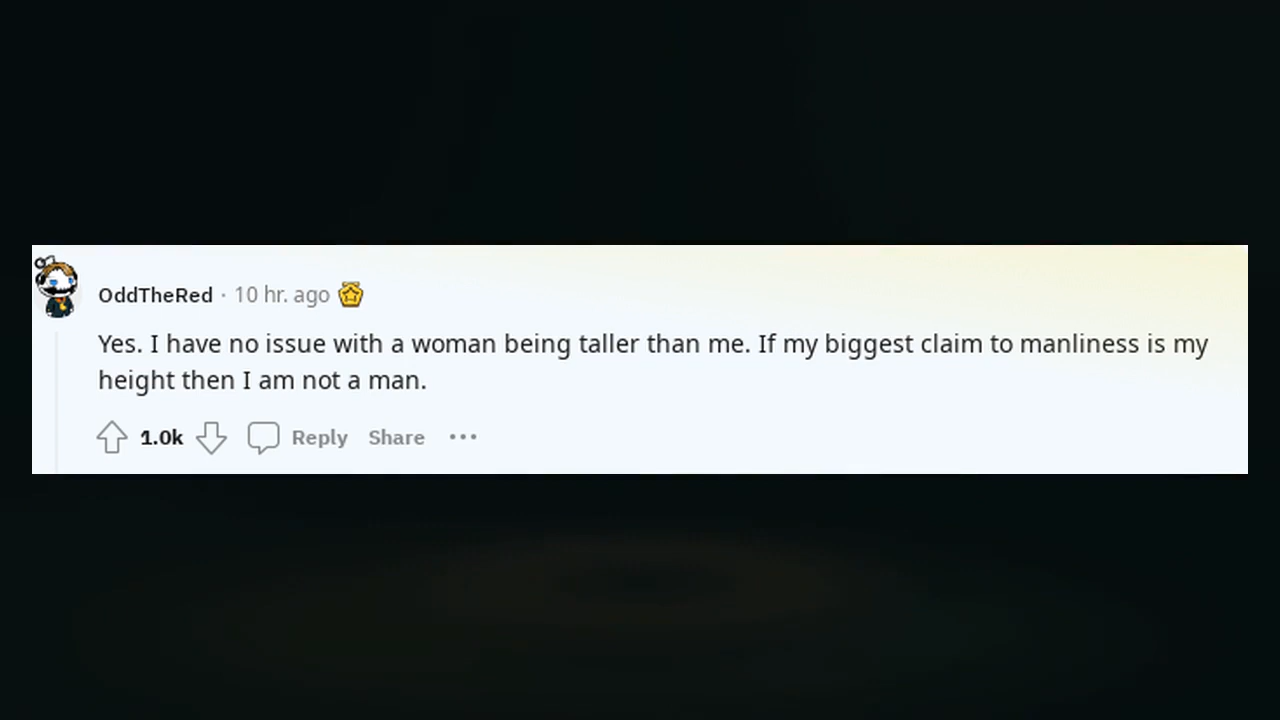 OddTheRed · 10 hr. ago
Yes. I have no issue with a woman being taller than me. If my biggest claim to manliness is my
height then I am not a man.
1.0k Reply Share ···